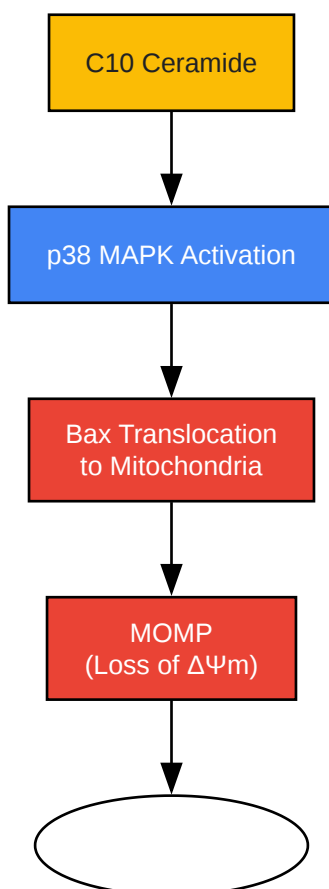 C10 Ceramide
p38 MAPK Activation
Bax Translocation
to Mitochondria
MOMP
(Loss of ΔΨm)